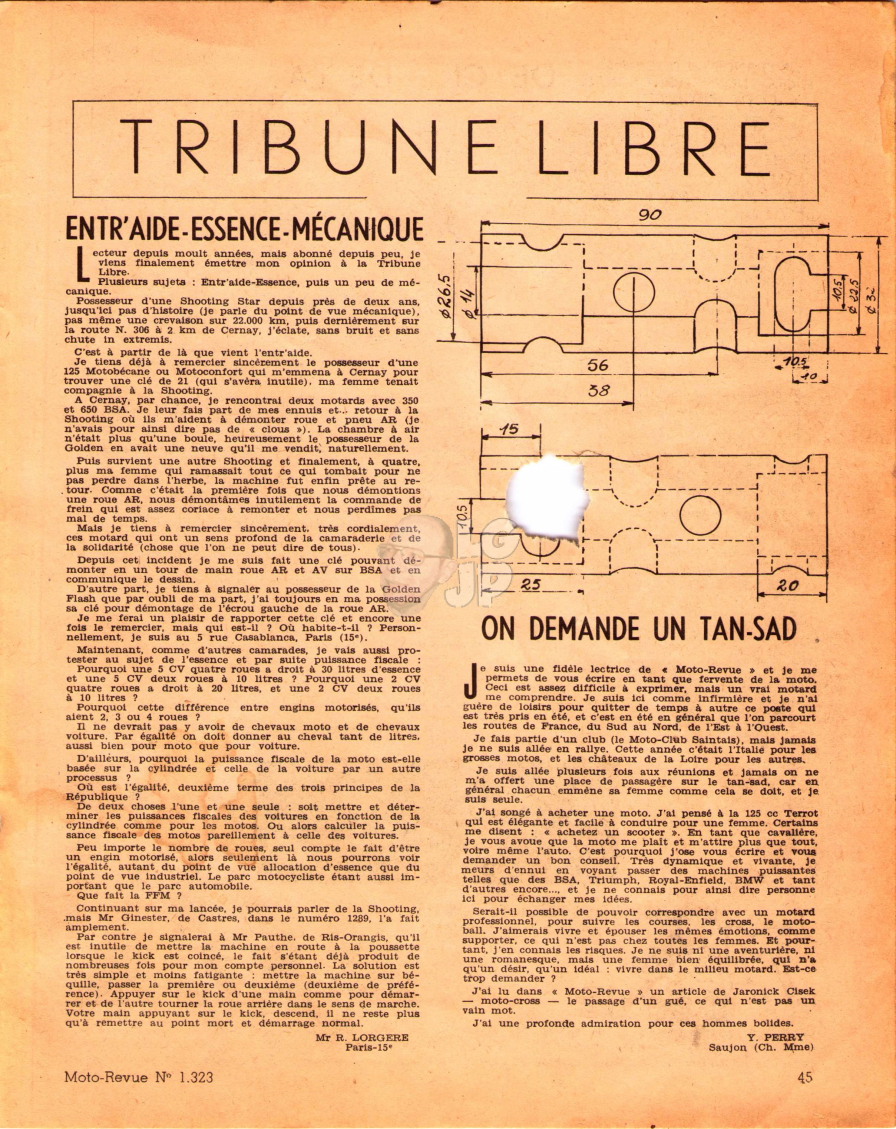 TRIBUNE LIBRE
ENTR'AIDE-ESSENCE-MÉCANIQUE
Lecteur depuis moult années, mais abonné depuis peu, je
viens finalement émettre mon opinion à la Tribune
Libre.
Plusieurs sujets : Entr'aide-Essence, puis un peu de mé-
canique.
Possesseur d'une Shooting Star depuis prés de deux ans,
jusqu'ici pas d'histoire (je parle du point de vue mécanique),
pas même une crevaison sur 22.000 km, puis dernièrement sur
la route N. 306 à 2 km de Cernay, j'éclate, sans bruit et sans
chute in extremis.
C'est à partir de là que vient l'entr'aide.
Je tiens déjà à remercier sincèrement le possesseur d'une
125 Motobécane ou Motoconfort qui m'emmena à Cernay pour
trouver une clé de 21 (qui s'avèra inutile), ma femme tenait
compagnie à la Shooting.
A Cernay, par chance, je rencontrai deux motards avec 350
et 650 BSA. Je leur fais part de mes ennuis et... retour à la
Shooting où ils m'aident à démonter roue et pneu AR (je
n'avais pour ainsi dire pas de « clous »). La chambre à air
n'était plus qu'une boule, heureusement le possesseur de la
Golden en avait une neuve qu'il me vendit, naturellement.
Puis survient une autre Shooting et finalement, à quatre,
plus ma femme qui ramassait tout ce qui tombait pour ne
pas perdre dans l'herbe, la machine fut enfin prête au re-
tour. Comme c'était la première fois que nous démontions
une roue AR, nous démontâmes inutilement la commande de
frein qui est assez coriace à remonter et nous perdîmes pas
mal de temps.
Mais je tiens à remercier sincèrement, très cordialement,
ces motard qui ont un sens profond de la camaraderie et de
la solidarité (chose que l'on ne peut dire de tous).
Depuis cet incident je me suis fait une clé pouvant dé-
monter en un tour de main roue AR et AV sur BSA et en
communique le dessin.
D'autre part, je tiens à signaler au possesseur de la Golden
Flash que par oubli de ma part, j'ai toujours en ma possession
sa clé pour démontage de l'écrou gauche de la roue AR.
Je me ferai un plaisir de rapporter cette clé et encore une
fois le remercier, mais qui est-il ? Où habite-t-il ? Person-
nellement, je suis au 5 rue Casablanca, Paris (15e).
Maintenant, comme d'autres camarades, je vais aussi pro-
tester au sujet de l'essence et par suite puissance fiscale :
Pourquoi une 5 CV quatre roues a droit à 30 litres d'essence
et une 5 CV deux roues à 10 litres ? Pourquoi une 2 CV
quatre roues a droit à 20 litres, et une 2 CV deux roues
à 10 litres ?
Pourquoi cette différence entre engins motorisés, qu'ils
aient 2, 3 ou 4 roues ?
Il ne devrait pas y avoir de chevaux moto et de chevaux
voiture. Par égalité on doit donner au cheval tant de litres.
aussi bien pour moto que pour voiture.
D'ailleurs, pourquoi la puissance fiscale de la moto est-elle
basée sur la cylindrée et celle de la voiture par un autre
processus ?
Où est l'égalité, deuxième terme des trois principes de la
République ?
De deux choses l'une et une seule : soit mettre et déter-
miner les puissances fiscales des voitures en fonction de la
cylindrée comme pour les motos. Ou alors calculer la puis-
sance fiscale des motos pareillement à celle des voitures.
Peu importe le nombre de roues, seul compte le fait d'être
un engin motorisé, alors seulement là nous pourrons voir
l'égalité, autant du point de vue allocation d'essence que du
point de vue industriel. Le parc motocycliste étant aussi im-
portant que le parc automobile.
Que fait la FFM ?
Continuant sur ma lancée, je pourrais parler de la Shooting,
mais Mr Ginester, de Castres, dans le numéro 1289, l'a fait
amplement.
Par contre je signalerai à Mr Pauthe, de Ris-Orangis, qu'il
est inutile de mettre la machine en route à la poussette
lorsque le kick est coincé, le fait s'étant déjà produit de
nombreuses fois pour mon compte personnel. La solution est
très simple et moins fatigante : mettre la machine sur bé-
quille, passer la première ou deuxième (deuxième de préfé-
rence). Appuyer sur le kick d'une main comme pour démar-
rer et de l'autre tourner la roue arrière dans le sens de marche.
Votre main appuyant sur le kick, descend, il ne reste plus
qu'à remettre au point mort et démarrage normal.
Mr R. LORGERE
Paris-15e
90
ø 26,5
ø 14
10,5
ø 22,5
ø 32
56
10,5
10
38
15
10,5
25
20
LG
JP
ON DEMANDE UN TAN-SAD
Je suis une fidèle lectrice de « Moto-Revue » et je me
permets de vous écrire en tant que fervente de la moto.
Ceci est assez difficile à exprimer, mais un vrai motard
me comprendra. Je suis ici comme infirmière et je n'ai
guère de loisirs pour quitter de temps à autre ce poste qui
est très pris en été, et c'est en été en général que l'on parcourt
les routes de France, du Sud au Nord, de l'Est à l'Ouest.
Je fais partie d'un club (le Moto-Club Saintais), mais jamais
je ne suis allée en rallye. Cette année c'était l'Italie pour les
grosses motos, et les châteaux de la Loire pour les autres.
Je suis allée plusieurs fois aux réunions et jamais on ne
m'a offert une place de passagère sur le tan-sad, car en
général chacun emmène sa femme comme cela se doit, et je
suis seule.
J'ai songé à acheter une moto. J'ai pensé à la 125 cc Terrot
qui est élégante et facile à conduire pour une femme. Certains
me disent : « achetez un scooter ». En tant que cavalière,
je vous avoue que la moto me plaît et m'attire plus que tout,
voire même l'auto. C'est pourquoi j'ose vous écrire et vous
demander un bon conseil. Très dynamique et vivante, je
meurs d'ennui en voyant passer des machines puissantes
telles que des BSA, Triumph, Royal-Enfield, BMW et tant
d'autres encore..., et je ne connais pour ainsi dire personne
ici pour échanger mes idées.
Serait-il possible de pouvoir correspondre avec un motard
professionnel, pour suivre les courses, les cross, le moto-
ball. J'aimerais vivre et épouser les mêmes émotions, comme
supporter, ce qui n'est pas chez toutes les femmes. Et pour-
tant, j'en connais les risques. Je ne suis ni une aventurière, ni
une romanesque, mais une femme bien équilibrée, qui n'a
qu'un désir, qu'un idéal : vivre dans le milieu motard. Est-ce
trop demander ?
J'ai lu dans « Moto-Revue » un article de Jaronick Cisek
— moto-cross — le passage d'un gué, ce qui n'est pas un
vain mot.
J'ai une profonde admiration pour ces hommes bolides.
Y. PERRY
Saujon (Ch. Mme)
Moto-Revue No 1.323
45